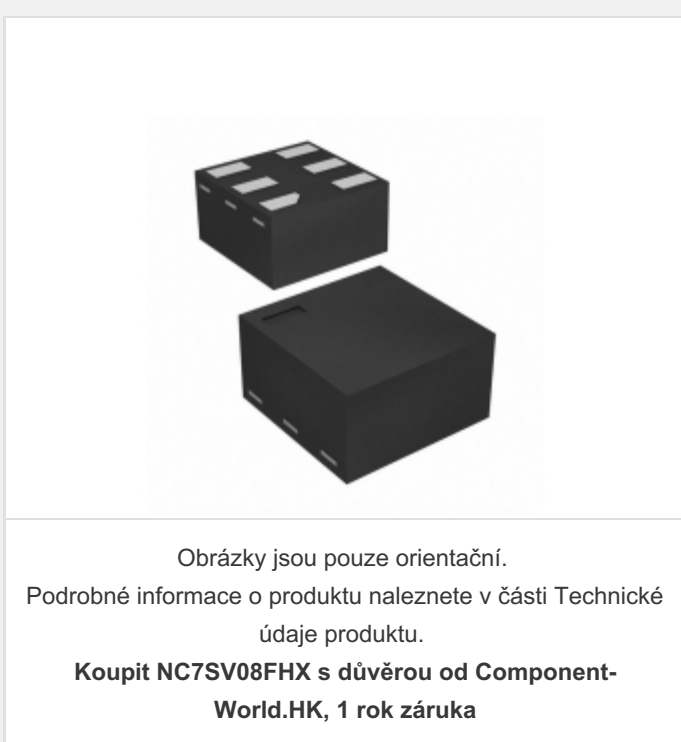 Obrázky jsou pouze orientační.
Podrobné informace o produktu naleznete v části Technické
údaje produktu.
Koupit NC7SV08FHX s důvěrou od Component-
World.HK, 1 rok záruka